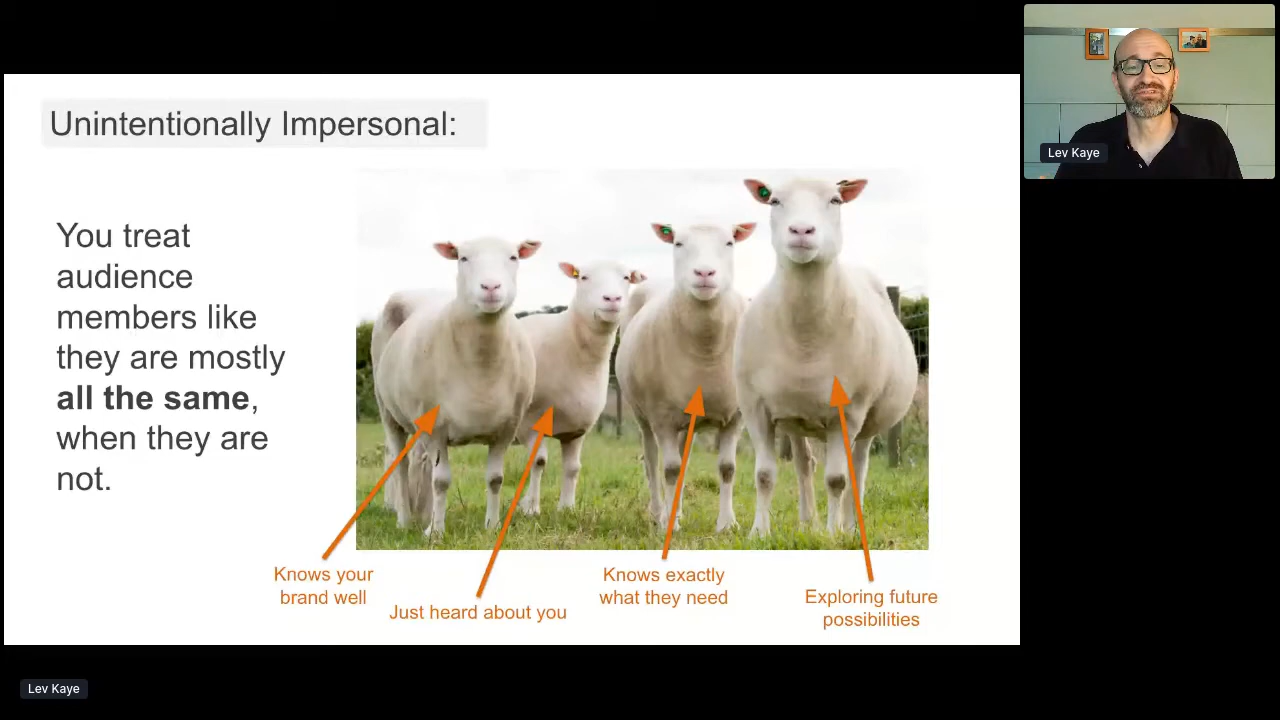 Unintentionally Impersonal:
You treat
audience
members like
they are mostly
all the same,
when they are
not.
Knows your
brand well
Just heard about you
Knows exactly
what they need
Exploring future
possibilities
Lev Kaye
Lev Kaye